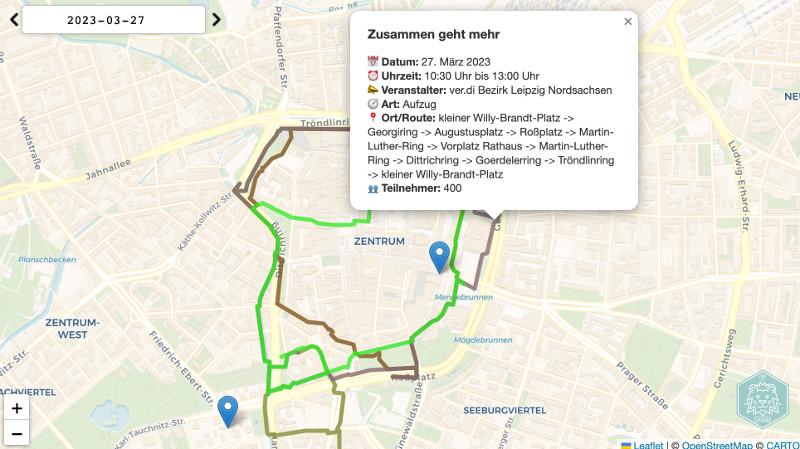 2023-03-27
Zusammen geht mehr
×
Datum: 27. März 2023
Uhrzeit: 10:30 Uhr bis 13:00 Uhr
Veranstalter: ver.di Bezirk Leipzig Nordsachsen
Art: Aufzug
Ort/Route: kleiner Willy-Brandt-Platz ->
Georgiring -> Augustusplatz -> Roßplatz -> Martin-
Luther-Ring -> Vorplatz Rathaus -> Martin-Luther-
Ring -> Dittrichring -> Goerdelerring -> Tröndlinring
-> kleiner Willy-Brandt-Platz
Teilnehmer: 400
Pfaffendorfer Str.
Tröndlinring
Waldstraße
Jahnallee
Käthe-Kollwitz-Str.
ZENTRUM
Planschbecken
ZENTRUM-
WEST
Mendebrunnen
Mägdebrunnen
Ludwig-Erhard-Str.
Friedrich-Ebert-Str.
Roßplatz
Prager Straße
Gerichtsweg
SEEBURGVIERTEL
Karl-Tauchnitz-Str.
+
−
Leaflet | © OpenStreetMap © CARTO